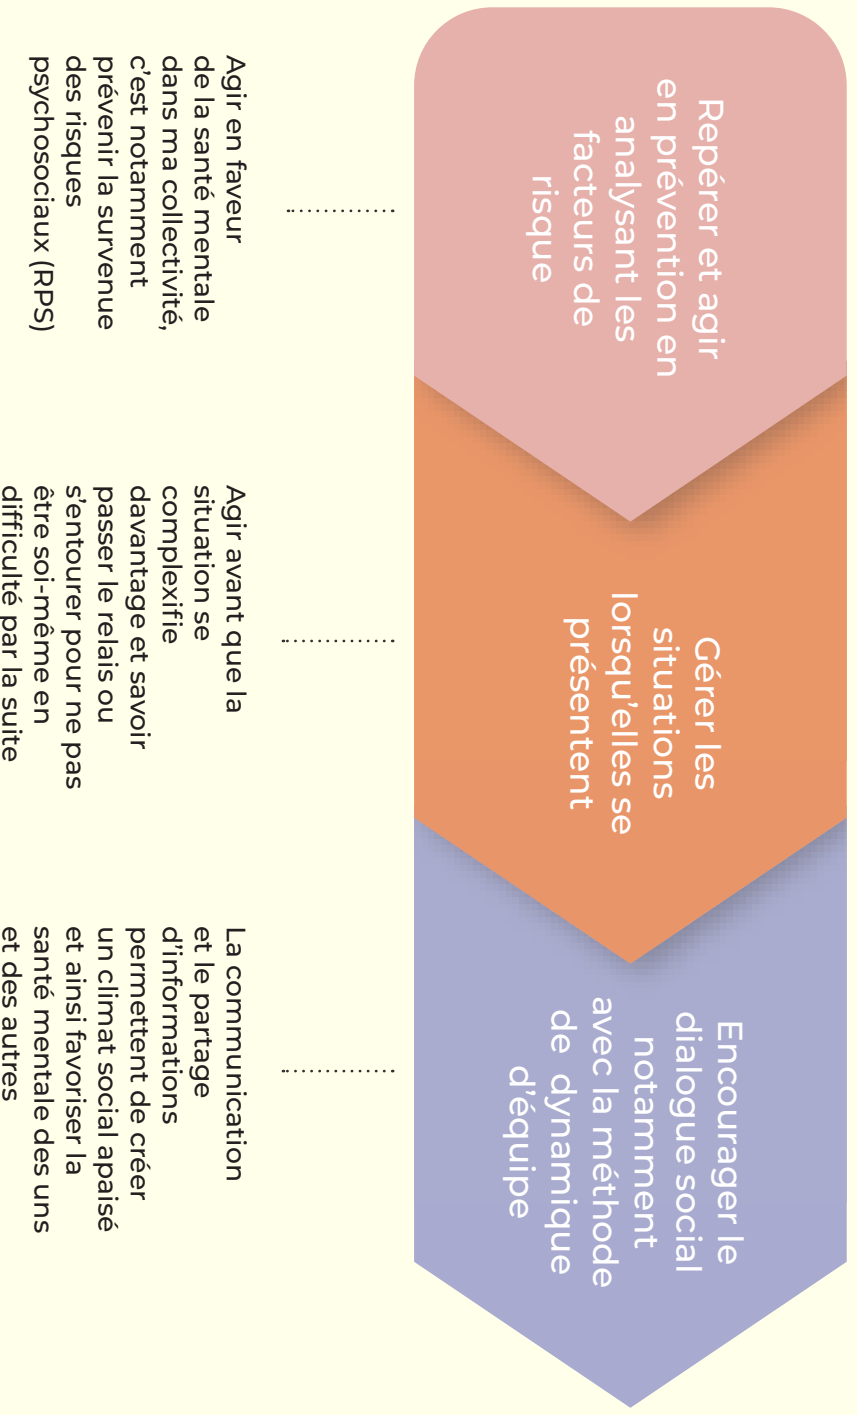 Repérer et agir
en prévention en
analysant les
facteurs de
risque
Agir en faveur
de la santé mentale
dans ma collectivité,
c'est notamment
prévenir la survenue
des risques
psychosociaux (RPS)
Gérer les
situations
lorsqu'elles se
présentent
Agir avant que la
situation se
complexifie
davantage et savoir
passer le relais ou
s'entourer pour ne pas
être soi-même en
difficulté par la suite
Encourager le
dialogue social
notamment
avec la méthode
de dynamique
d'équipe
La communication
et le partage
d'informations
permettent de créer
un climat social apaisé
et ainsi favoriser la
santé mentale des uns
et des autres